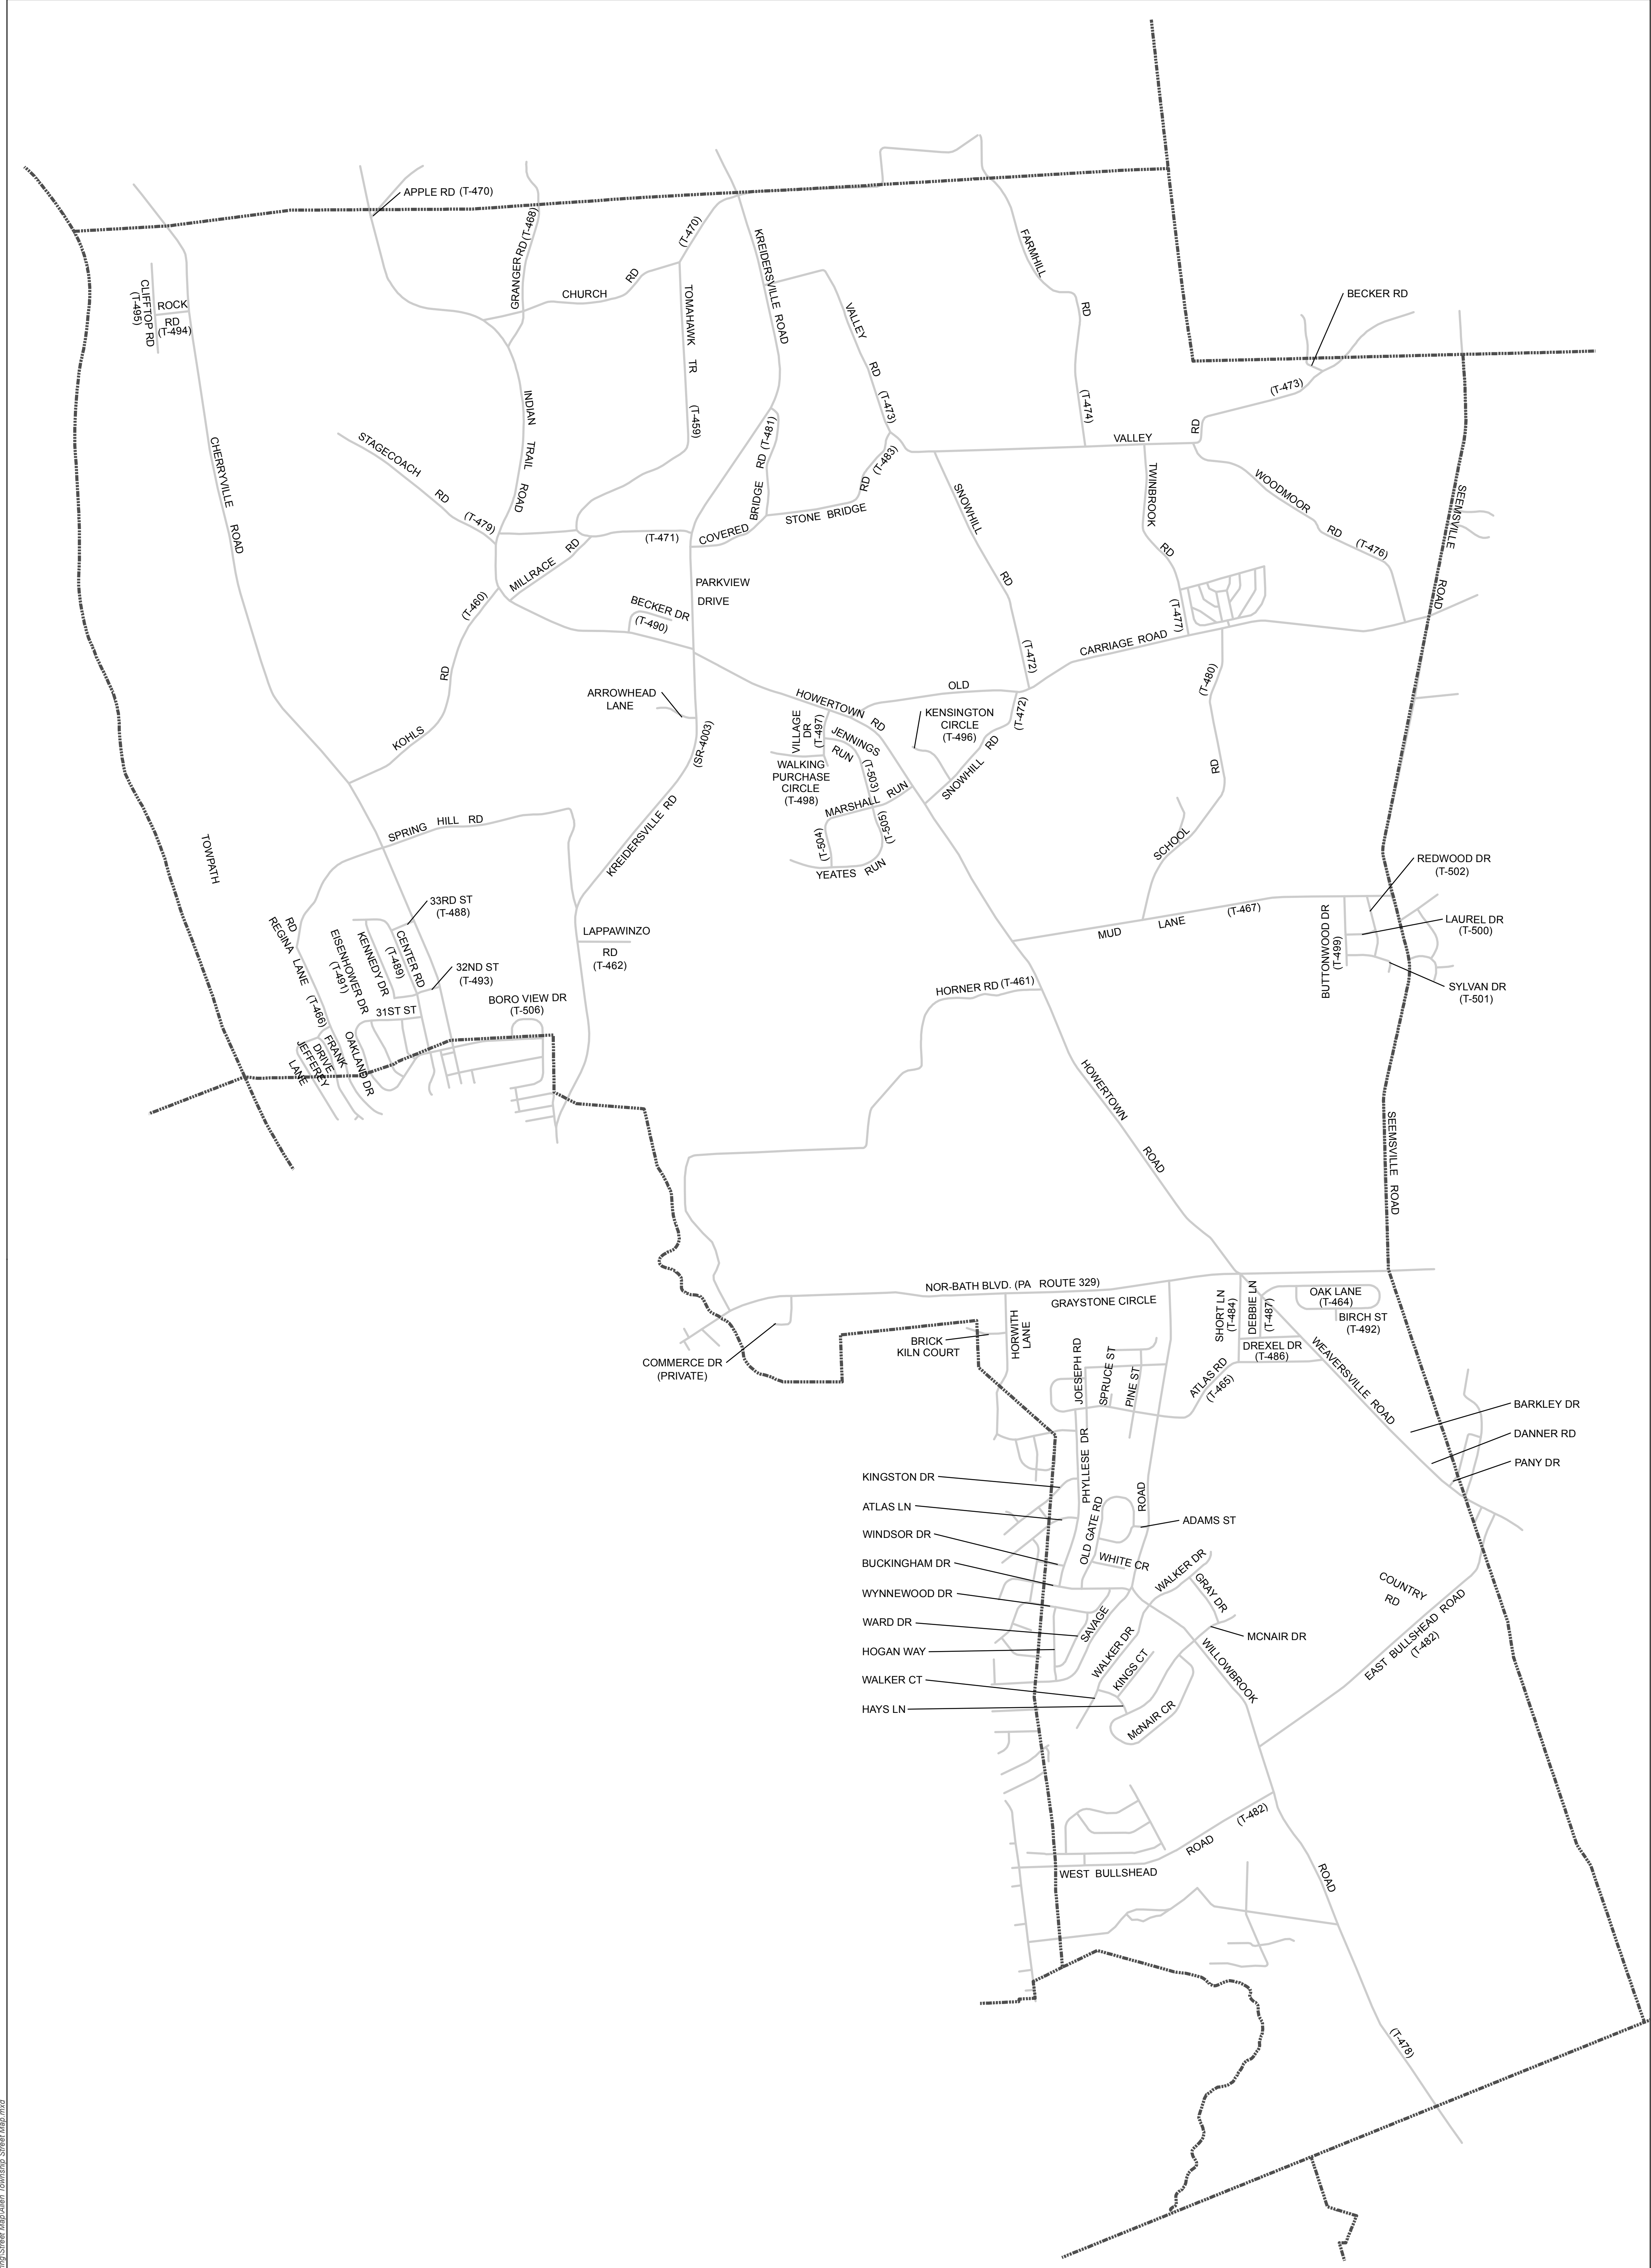 APPLE RD (T-470)
GRANGER RD (T-468)
(T-470)
KREIDERSVILLE ROAD
FARMHILL
RD
(T-474)
BECKER RD
CLIFFTOP RD
(T-495)
ROCK
RD
(T-494)
CHURCH RD
TOMAHAWK TR (T-459)
VALLEY RD (T-473)
(T-473)
VALLEY RD
INDIAN TRAIL ROAD
STAGECOACH RD (T-479)
CHERRYVILLE ROAD
BRIDGE RD (T-481)
RD (T-483)
COVERED
STONE BRIDGE
(T-471)
MILLRACE RD
SNOWHILL RD (T-472)
TWINBROOK RD (T-477)
WOODMOOR RD (T-476)
SEEMSVILLE ROAD
PARKVIEW
DRIVE
BECKER DR
(T-490)
(T-460)
KOHLS RD
CARRIAGE ROAD
OLD
(T-480)
ARROWHEAD
LANE
HOWERTOWN RD
KENSINGTON
CIRCLE
(T-496)
(T-472)
SNOWHILL RD
VILLAGE
DR
(T-497)
JENNINGS
RUN
(T-503)
WALKING
PURCHASE
CIRCLE
(T-498)
(SR-4003)
KREIDERSVILLE RD
MARSHALL RUN
(T-504)
(T-505)
YEATES RUN
SCHOOL RD
SPRING HILL RD
TOWPATH
RD
REGINA LANE (T-466)
EISENHOWER DR
(T-491)
KENNEDY DR
(T-489)
CENTER RD
33RD ST
(T-488)
32ND ST
(T-493)
31ST ST
BORO VIEW DR
(T-506)
LAPPAWINZO
RD
(T-462)
OAKLAND DR
FRANK
DRIVE
JEFFEREY
LANE
REDWOOD DR
(T-502)
LAUREL DR
(T-500)
SYLVAN DR
(T-501)
BUTTONWOOD DR
(T-499)
MUD LANE (T-467)
HORNER RD (T-461)
HOWERTOWN ROAD
SEEMSVILLE ROAD
NOR-BATH BLVD. (PA ROUTE 329)
GRAYSTONE CIRCLE
HORWITH
LANE
BRICK
KILN COURT
COMMERCE DR
(PRIVATE)
SHORT LN
(T-484)
DEBBIE LN
(T-487)
OAK LANE
(T-464)
BIRCH ST
(T-492)
DREXEL DR
(T-486)
WEAVERSVILLE ROAD
ATLAS RD
(T-465)
JOESEPH RD
SPRUCE ST
PINE ST
BARKLEY DR
DANNER RD
PANY DR
PHYLLESE DR
KINGSTON DR
ATLAS LN
WINDSOR DR
BUCKINGHAM DR
WYNNEWOOD DR
WARD DR
HOGAN WAY
WALKER CT
HAYS LN
OLD GATE RD
ROAD
ADAMS ST
WHITE CR
WALKER DR
GRAY DR
SAVAGE
WALKER DR
KINGS CT
MCNAIR DR
McNAIR CR
WILLOWBROOK
COUNTRY
RD
EAST BULLSHEAD ROAD
(T-482)
WEST BULLSHEAD ROAD (T-482)
ROAD
(T-478)